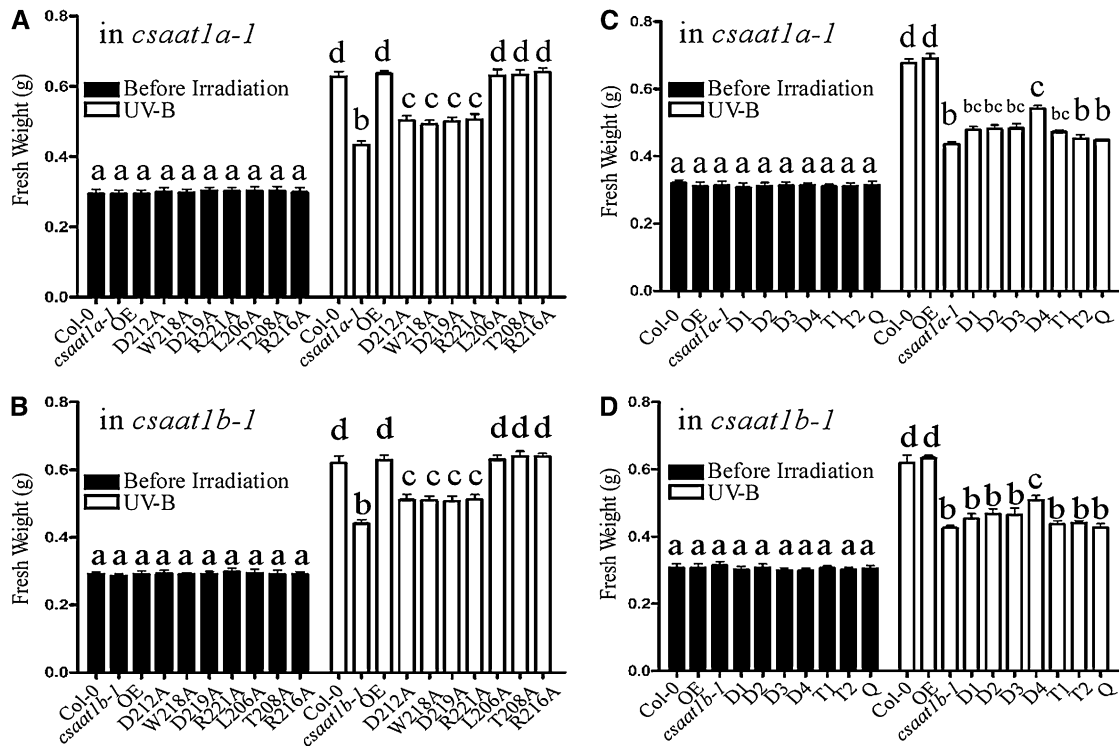 A
in csaat1a-1
Before Irradiation
UV-B
Fresh Weight (g)
0.8
0.6
0.4
0.2
0.0
a a a a a a a a a a
d b d c c c c d d d
Col-0 csaat1a-1 OE D212A W218A D219A R221A L206A T208A R216A
Col-0 csaat1a-1 OE D212A W218A D219A R221A L206A T208A R216A
B
in csaat1b-1
Before Irradiation
UV-B
Fresh Weight (g)
0.8
0.6
0.4
0.2
0.0
a a a a a a a a a a
d b d c c c c d d d
Col-0 csaat1b-1 OE D212A W218A D219A R221A L206A T208A R216A
Col-0 csaat1b-1 OE D212A W218A D219A R221A L206A T208A R216A
C
in csaat1a-1
Before Irradiation
UV-B
Fresh Weight (g)
0.8
0.6
0.4
0.2
0.0
a a a a a a a a a a
d d b bc bc bc c bc b b
Col-0 OE csaat1a-1 D1 D2 D3 D4 T1 T2 Q
Col-0 OE csaat1a-1 D1 D2 D3 D4 T1 T2 Q
D
in csaat1b-1
Before Irradiation
UV-B
Fresh Weight (g)
0.8
0.6
0.4
0.2
0.0
a a a a a a a a a a
d d b b b b c b b b
Col-0 OE csaat1b-1 D1 D2 D3 D4 T1 T2 Q
Col-0 OE csaat1b-1 D1 D2 D3 D4 T1 T2 Q